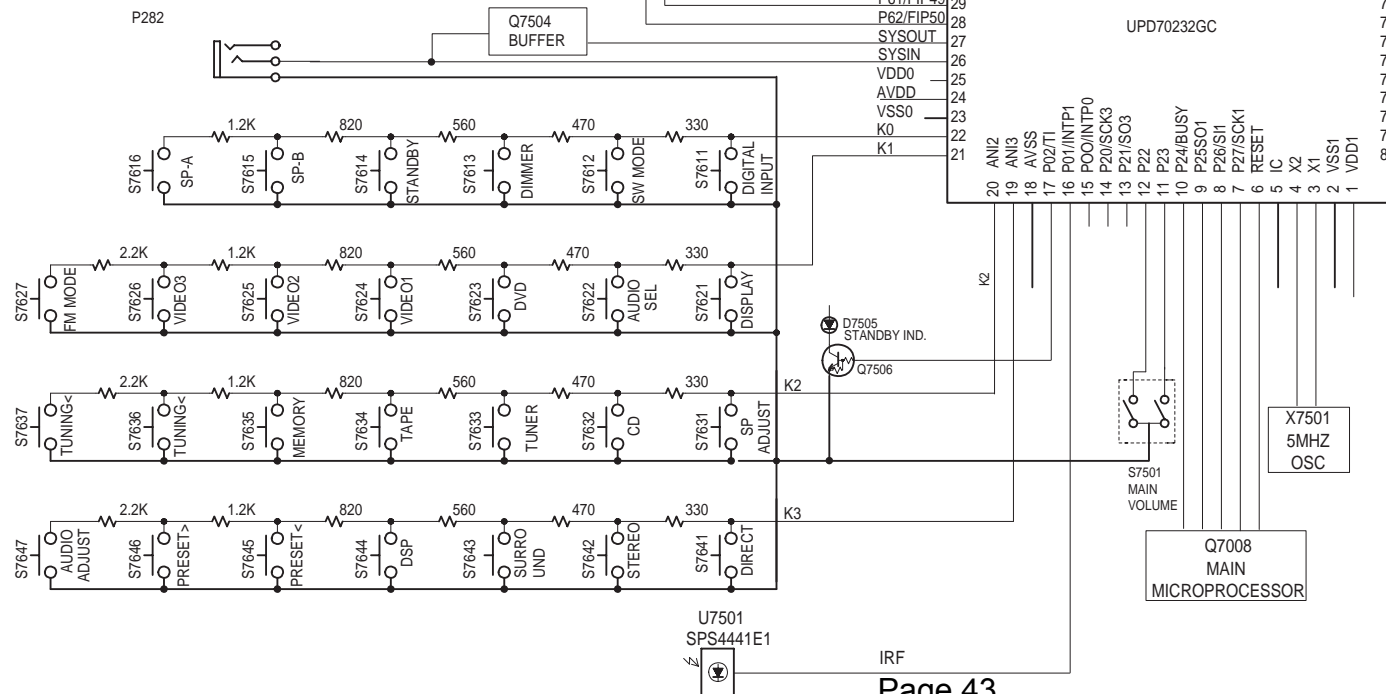 P282
Q7504
BUFFER
P61/FIP49 29
P62/FIP50 28
SYSOUT 27
SYSIN 26
VDD0 25
AVDD 24
VSS0 23
K0 22
K1 21
UPD70232GC
20 ANI2
19 ANI3
18 AVSS
17 P02/TI
16 P01/INTP1
15 POO/INTP0
14 P20/SCK3
13 P21/SO3
12 P22
11 P23
10 P24/BUSY
9 P25SO1
8 P26/SI1
7 P27/SCK1
6 RESET
5 IC
4 X2
3 X1
2 VSS1
1 VDD1
1.2K 820 560 470 330
S7616 SP-A
S7615 SP-B
S7614 STANDBY
S7613 DIMMER
S7612 SW MODE
S7611 DIGITAL INPUT
2.2K 1.2K 820 560 470 330
S7627 FM MODE
S7626 VIDEO3
S7625 VIDEO2
S7624 VIDEO1
S7623 DVD
S7622 AUDIO SEL
S7621 DISPLAY
K2
D7505
STANDBY IND.
Q7506
2.2K 1.2K 820 560 470 330 K2
S7637 TUNING<
S7636 TUNING<
S7635 MEMORY
S7634 TAPE
S7633 TUNER
S7632 CD
S7631 SP ADJUST
S7501
MAIN
VOLUME
X7501
5MHZ
OSC
2.2K 1.2K 820 560 470 330 K3
S7647 AUDIO ADJUST
S7646 PRESET>
S7645 PRESET<
S7644 DSP
S7643 SURRO UND
S7642 STEREO
S7641 DIRECT
Q7008
MAIN
MICROPROCESSOR
U7501
SPS4441E1
IRF
Page 43